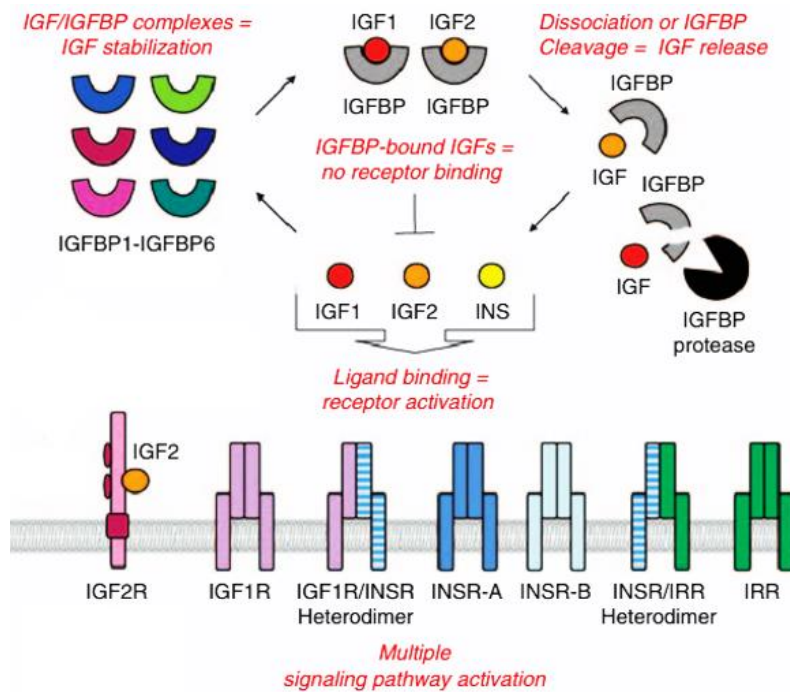 IGF/IGFBP complexes =
IGF stabilization
IGF1
IGF2
IGFBP
IGFBP
Dissociation or IGFBP
Cleavage = IGF release
IGFBP
IGF
IGFBP
IGF
IGFBP
protease
IGFBP-bound IGFs =
no receptor binding
IGFBP1-IGFBP6
IGF1
IGF2
INS
Ligand binding =
receptor activation
IGF2
IGF2R
IGF1R
IGF1R/INSR
Heterodimer
INSR-A
INSR-B
INSR/IRR
Heterodimer
IRR
Multiple
signaling pathway activation